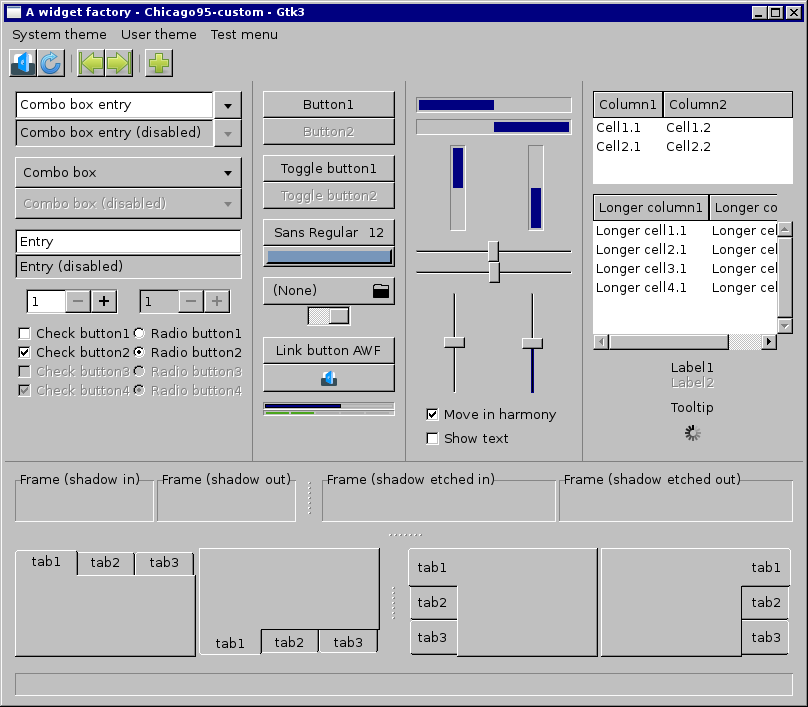 A widget factory - Chicago95-custom - Gtk3
System theme User theme Test menu
Combo box entry
Combo box entry (disabled)
Combo box
Combo box (disabled)
Entry
Entry (disabled)
1 1
Check button1 Radio button1
Check button2 Radio button2
Check button3 Radio button3
Check button4 Radio button4
Button1
Button2
Toggle button1
Toggle button2
Sans Regular 12
(None)
Link button AWF
Move in harmony
Show text
Column1 Column2
Cell1.1 Cell1.2
Cell2.1 Cell2.2
Longer column1 Longer co
Longer cell1.1 Longer cel
Longer cell2.1 Longer cel
Longer cell3.1 Longer cel
Longer cell4.1 Longer cel
Label1
Label2
Tooltip
Frame (shadow in) Frame (shadow out) Frame (shadow etched in) Frame (shadow etched out)
tab1 tab2 tab3
tab1 tab2 tab3
tab1
tab2
tab3
tab1
tab2
tab3